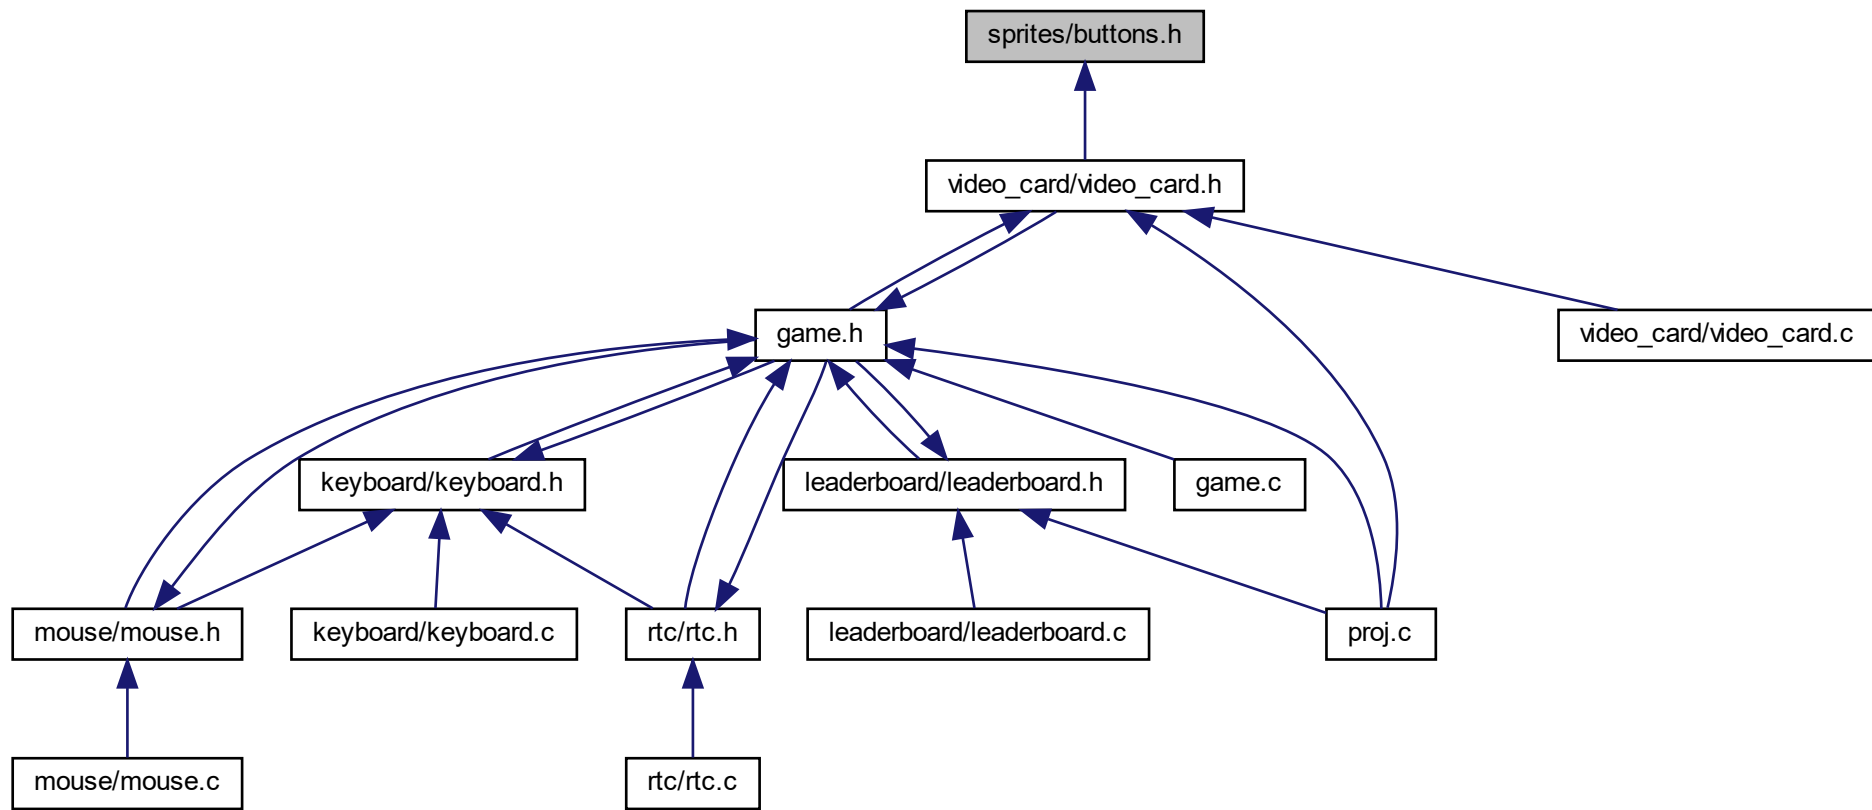 sprites/buttons.h
video_card/video_card.h
game.h
video_card/video_card.c
keyboard/keyboard.h
leaderboard/leaderboard.h
game.c
mouse/mouse.h
keyboard/keyboard.c
rtc/rtc.h
leaderboard/leaderboard.c
proj.c
mouse/mouse.c
rtc/rtc.c